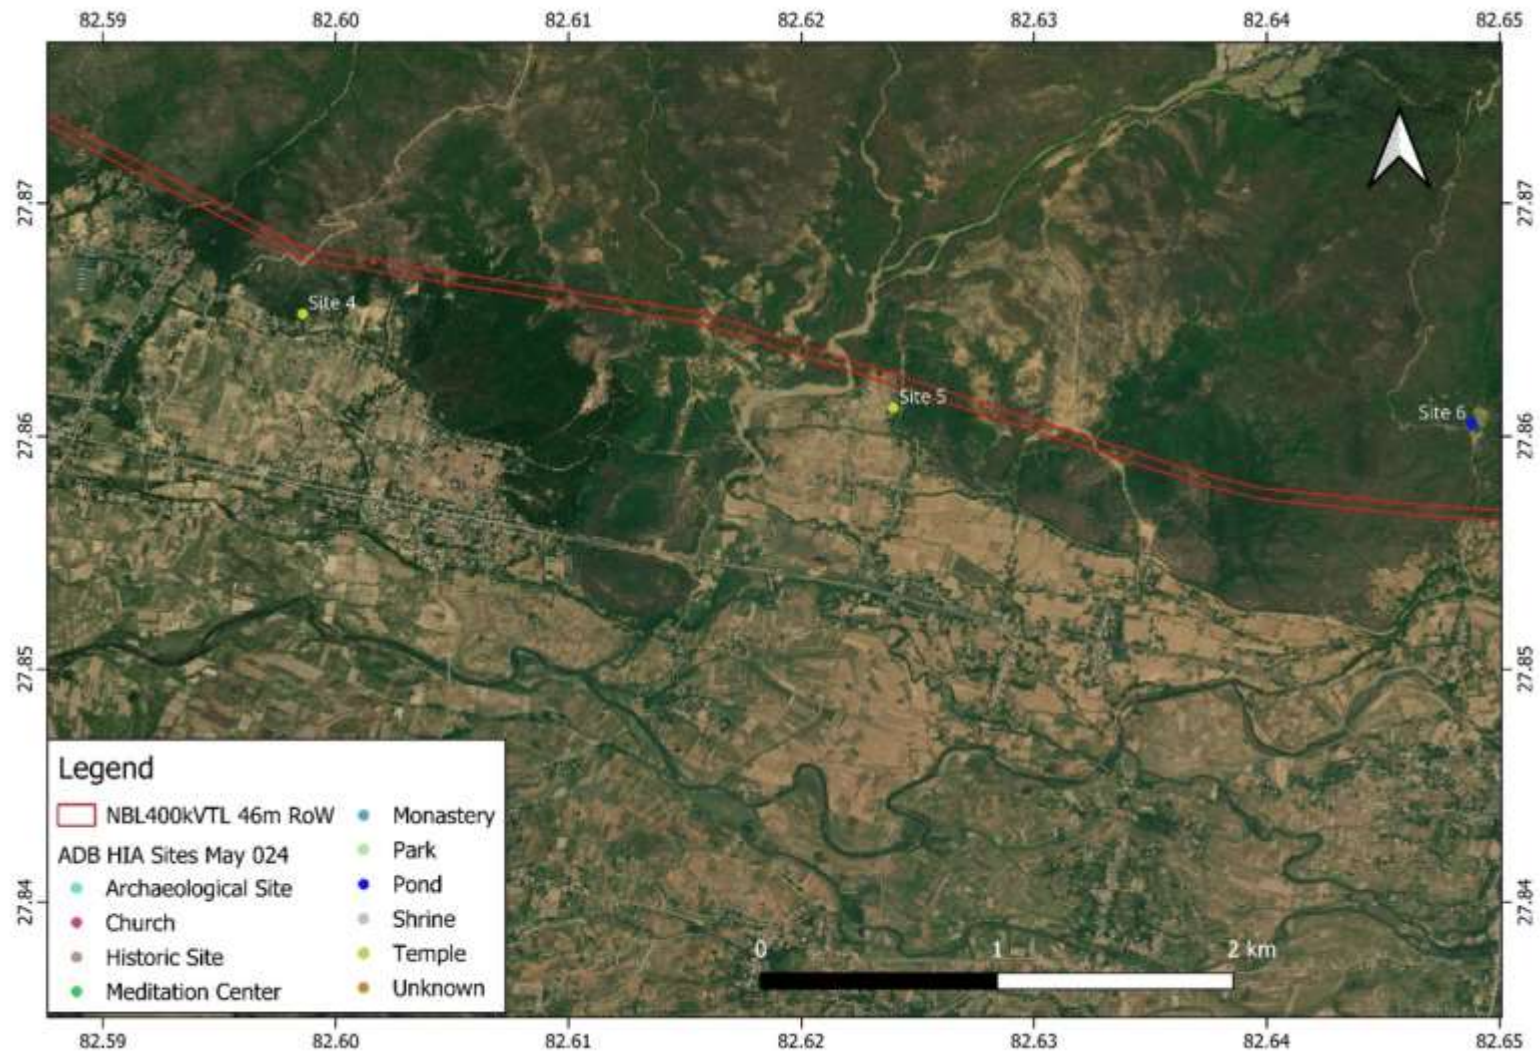 82.59 82.60 82.61 82.62 82.63 82.64 82.65
27.87 27.87
Site 4
Site 5
Site 6
27.86 27.86
27.85 27.85
27.84 27.84
Legend
NBL400kVTL 46m RoW
ADB HIA Sites May 024
Archaeological Site
Church
Historic Site
Meditation Center
Monastery
Park
Pond
Shrine
Temple
Unknown
0 1 2 km
82.59 82.60 82.61 82.62 82.63 82.64 82.65